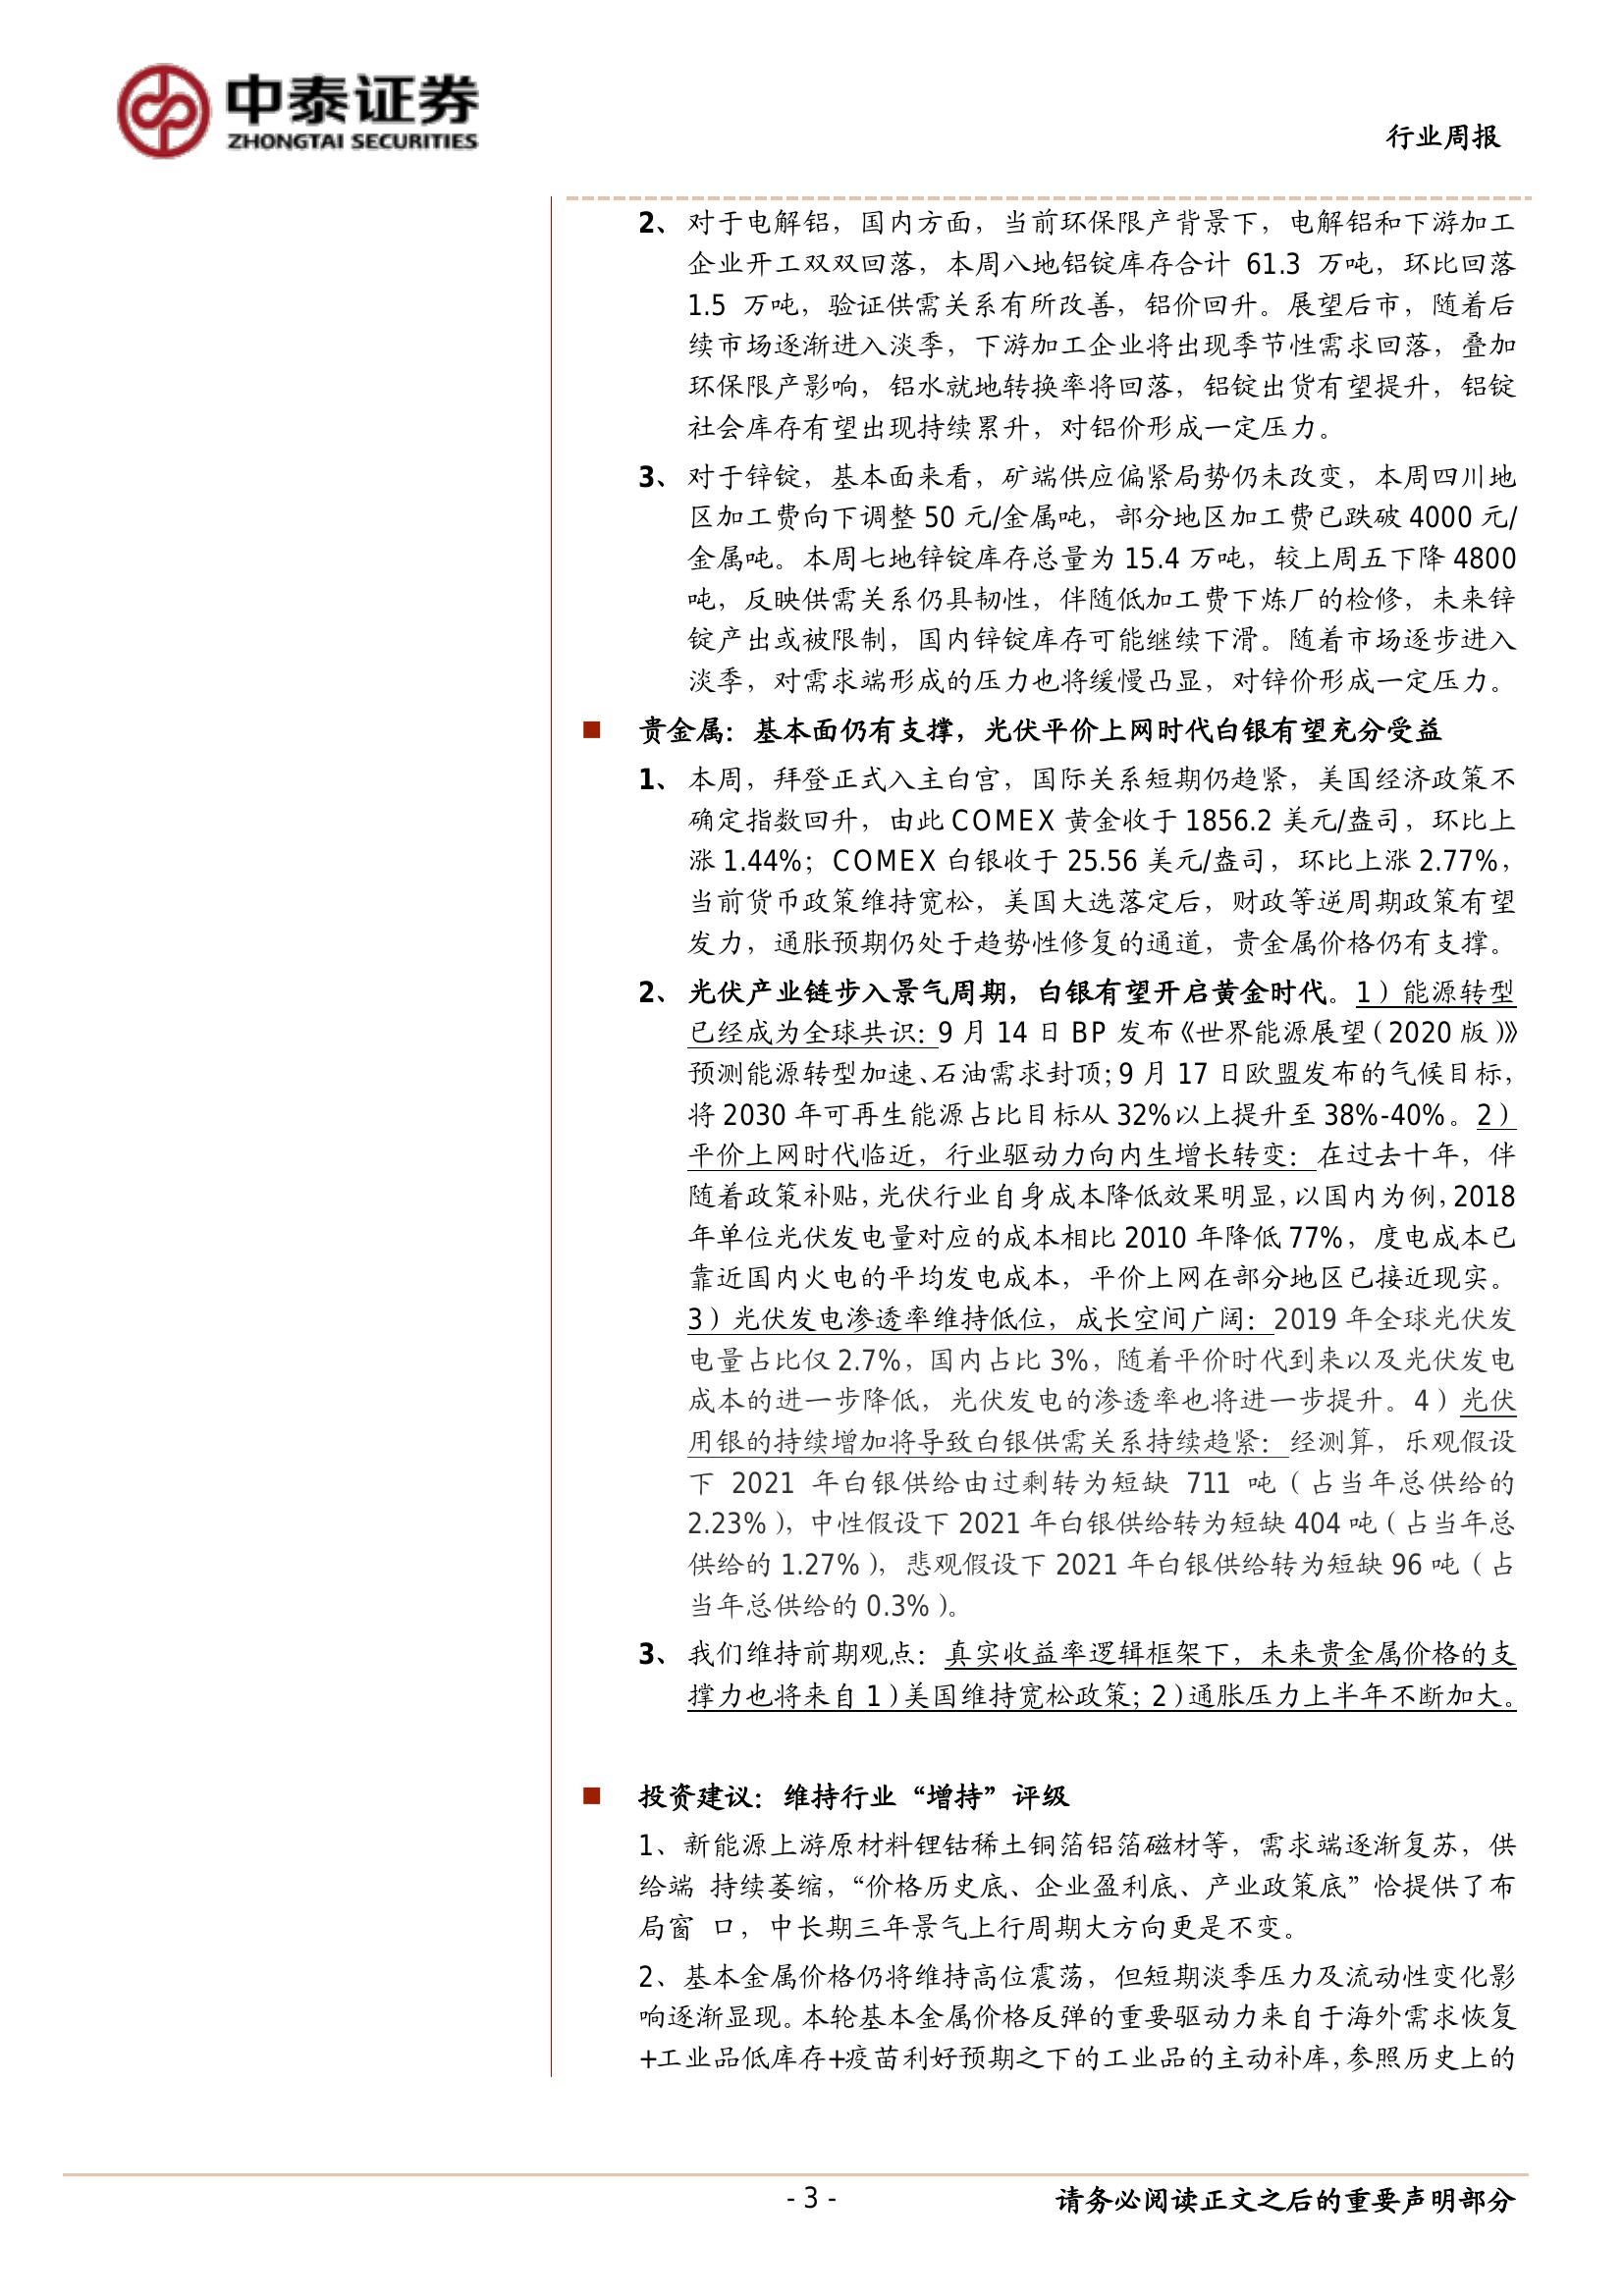 中泰证券
ZHONGTAI SECURITIES
行业周报
2、 对于电解铝，国内方面，当前环保限产背景下，电解铝和下游加工
企业开工双双回落，本周八地铝锭库存合计 61.3 万吨，环比回落
1.5 万吨，验证供需关系有所改善，铝价回升。展望后市，随着后
续市场逐渐进入淡季，下游加工企业将出现季节性需求回落，叠加
环保限产影响，铝水就地转换率将回落，铝锭出货有望提升，铝锭
社会库存有望出现持续累升，对铝价形成一定压力。
3、 对于锌锭，基本面来看，矿端供应偏紧局势仍未改变，本周四川地
区加工费向下调整 50 元/金属吨，部分地区加工费已跌破 4000 元/
金属吨。本周七地锌锭库存总量为 15.4 万吨，较上周五下降 4800
吨，反映供需关系仍具韧性，伴随低加工费下炼厂的检修，未来锌
锭产出或被限制，国内锌锭库存可能继续下滑。随着市场逐步进入
淡季，对需求端形成的压力也将缓慢凸显，对锌价形成一定压力。
■ 贵金属：基本面仍有支撑，光伏平价上网时代白银有望充分受益
1、 本周，拜登正式入主白宫，国际关系短期仍趋紧，美国经济政策不
确定指数回升，由此 COMEX 黄金收于 1856.2 美元/盎司，环比上
涨 1.44%；COMEX 白银收于 25.56 美元/盎司，环比上涨 2.77%，
当前货币政策维持宽松，美国大选落定后，财政等逆周期政策有望
发力，通胀预期仍处于趋势性修复的通道，贵金属价格仍有支撑。
2、 光伏产业链步入景气周期，白银有望开启黄金时代。1）能源转型
已经成为全球共识：9 月 14 日 BP 发布《世界能源展望（2020 版）》
预测能源转型加速、石油需求封顶；9 月 17 日欧盟发布的气候目标，
将 2030 年可再生能源占比目标从 32%以上提升至 38%-40%。2）
平价上网时代临近，行业驱动力向内生增长转变：在过去十年，伴
随着政策补贴，光伏行业自身成本降低效果明显，以国内为例，2018
年单位光伏发电量对应的成本相比 2010 年降低 77%，度电成本已
靠近国内火电的平均发电成本，平价上网在部分地区已接近现实。
3）光伏发电渗透率维持低位，成长空间广阔：2019 年全球光伏发
电量占比仅 2.7%，国内占比 3%，随着平价时代到来以及光伏发电
成本的进一步降低，光伏发电的渗透率也将进一步提升。4）光伏
用银的持续增加将导致白银供需关系持续趋紧：经测算，乐观假设
下 2021 年白银供给由过剩转为短缺 711 吨（占当年总供给的
2.23%），中性假设下 2021 年白银供给转为短缺 404 吨（占当年总
供给的 1.27%），悲观假设下 2021 年白银供给转为短缺 96 吨（占
当年总供给的 0.3%）。
3、 我们维持前期观点：真实收益率逻辑框架下，未来贵金属价格的支
撑力也将来自 1）美国维持宽松政策；2）通胀压力上半年不断加大。
■ 投资建议：维持行业“增持”评级
1、新能源上游原材料锂钴稀土铜箔铝箔磁材等，需求端逐渐复苏，供
给端 持续萎缩，“价格历史底、企业盈利底、产业政策底”恰提供了布
局窗 口，中长期三年景气上行周期大方向更是不变。
2、基本金属价格仍将维持高位震荡，但短期淡季压力及流动性变化影
响逐渐显现。本轮基本金属价格反弹的重要驱动力来自于海外需求恢复
+工业品低库存+疫苗利好预期之下的工业品的主动补库，参照历史上的
- 3 -
请务必阅读正文之后的重要声明部分